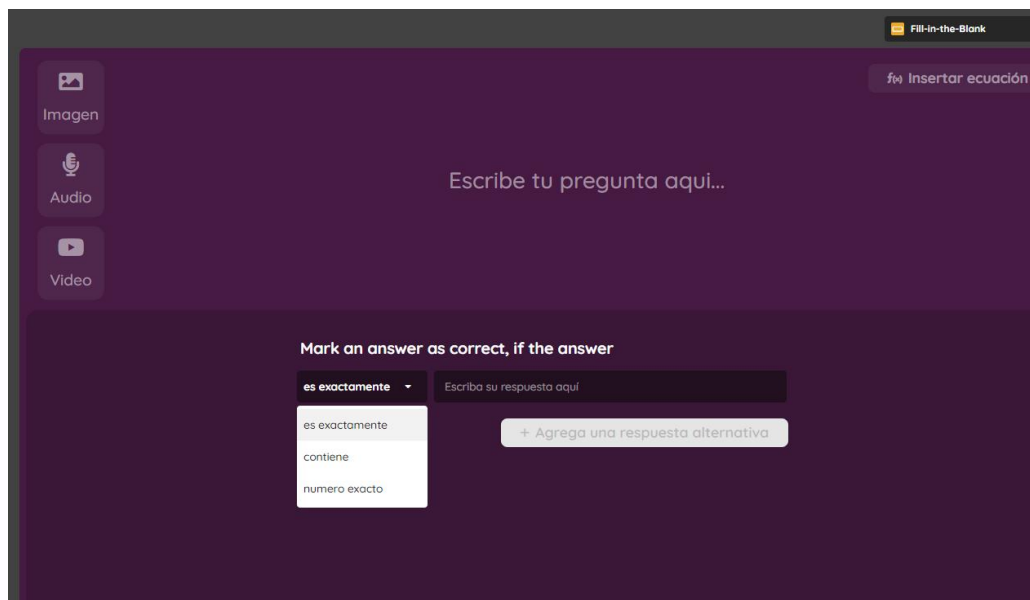 Fill-in-the-Blank
Imagen
f(x) Insertar ecuación
Audio
Escribe tu pregunta aqui...
Video
Mark an answer as correct, if the answer
es exactamente
Escriba su respuesta aquí
es exactamente
+ Agrega una respuesta alternativa
contiene
numero exacto